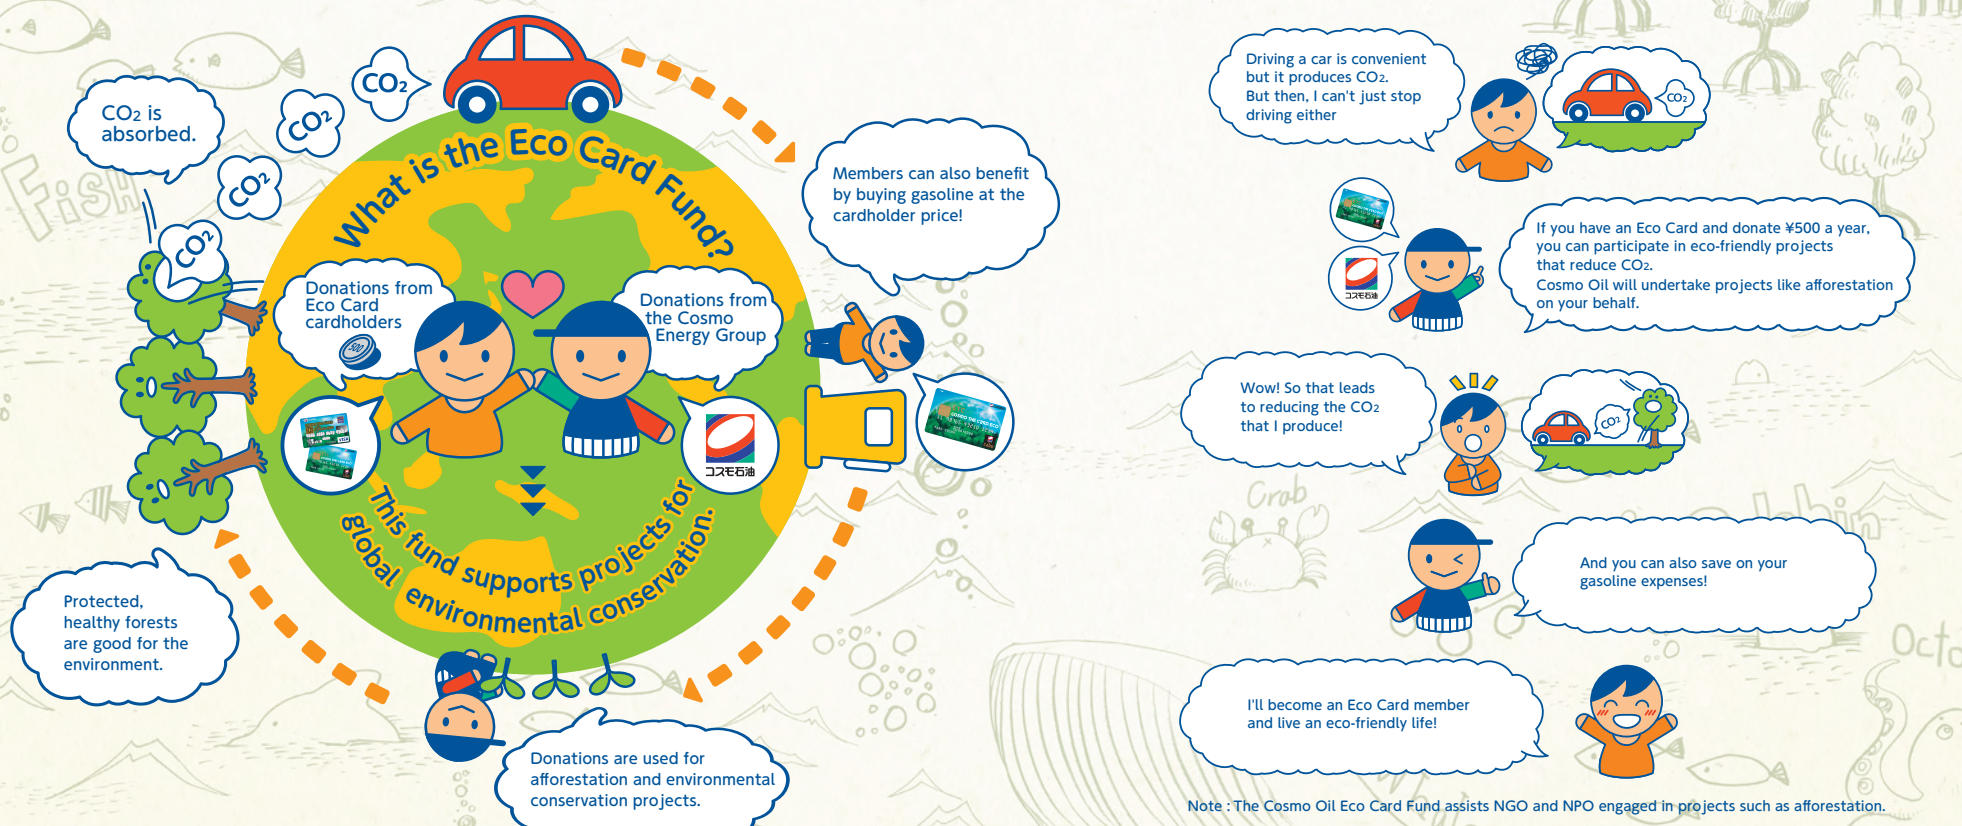 What is the Eco Card Fund?
CO2
CO2
CO2
CO2
CO2 is
absorbed.
Members can also benefit
by buying gasoline at the
cardholder price!
Donations from
Eco Card
cardholders
500
Donations from
the Cosmo
Energy Group
コスモ石油
This fund supports projects for
global environmental conservation.
Protected,
healthy forests
are good for the
environment.
Donations are used for
afforestation and environmental
conservation projects.
Driving a car is convenient
but it produces CO2.
But then, I can't just stop
driving either
CO2
If you have an Eco Card and donate ¥500 a year,
you can participate in eco-friendly projects
that reduce CO2.
Cosmo Oil will undertake projects like afforestation
on your behalf.
コスモ石油
Wow! So that leads
to reducing the CO2
that I produce!
CO2
And you can also save on your
gasoline expenses!
I'll become an Eco Card member
and live an eco-friendly life!
Note : The Cosmo Oil Eco Card Fund assists NGO and NPO engaged in projects such as afforestation.
Fish
Crab
Octo